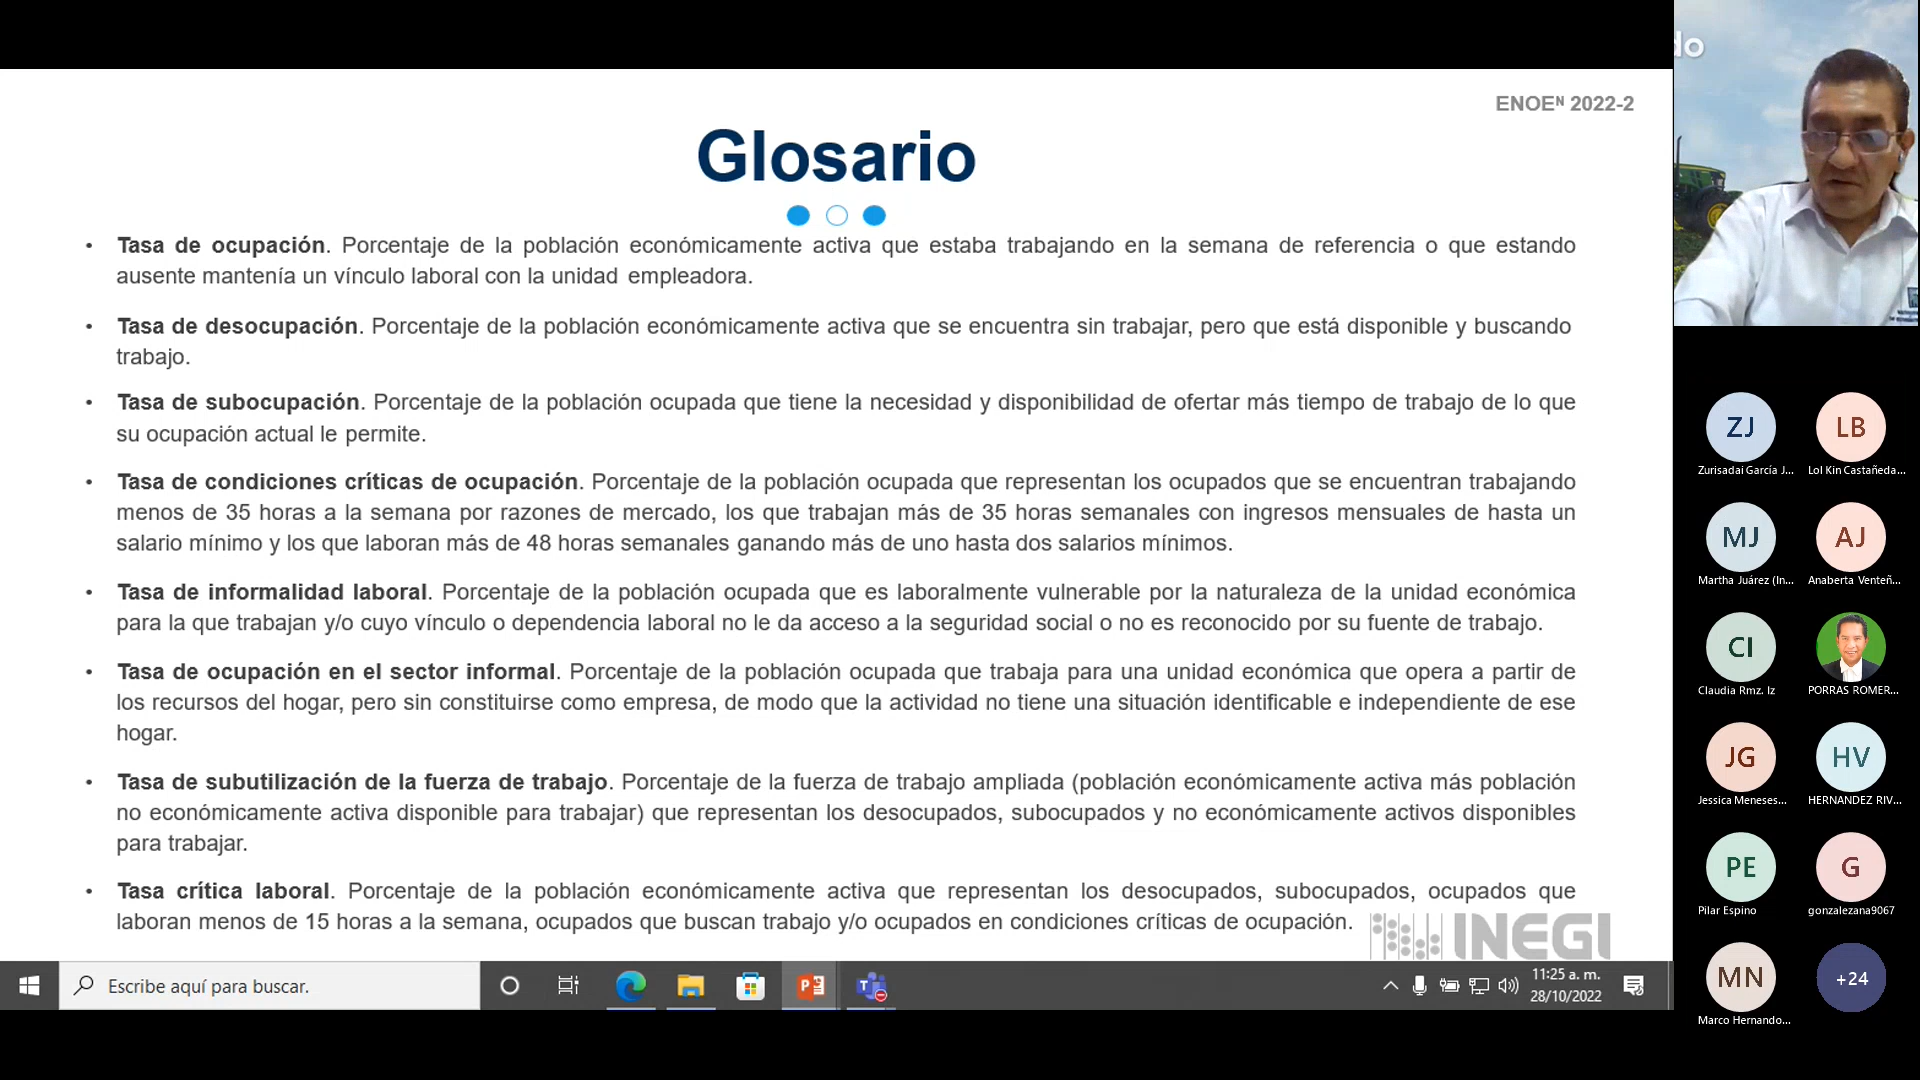 ENOEᴺ 2022-2
Glosario
• Tasa de ocupación. Porcentaje de la población económicamente activa que estaba trabajando en la semana de referencia o que estando
ausente mantenía un vínculo laboral con la unidad empleadora.
• Tasa de desocupación. Porcentaje de la población económicamente activa que se encuentra sin trabajar, pero que está disponible y buscando
trabajo.
• Tasa de subocupación. Porcentaje de la población ocupada que tiene la necesidad y disponibilidad de ofertar más tiempo de trabajo de lo que
su ocupación actual le permite.
• Tasa de condiciones críticas de ocupación. Porcentaje de la población ocupada que representan los ocupados que se encuentran trabajando
menos de 35 horas a la semana por razones de mercado, los que trabajan más de 35 horas semanales con ingresos mensuales de hasta un
salario mínimo y los que laboran más de 48 horas semanales ganando más de uno hasta dos salarios mínimos.
• Tasa de informalidad laboral. Porcentaje de la población ocupada que es laboralmente vulnerable por la naturaleza de la unidad económica
para la que trabajan y/o cuyo vínculo o dependencia laboral no le da acceso a la seguridad social o no es reconocido por su fuente de trabajo.
• Tasa de ocupación en el sector informal. Porcentaje de la población ocupada que trabaja para una unidad económica que opera a partir de
los recursos del hogar, pero sin constituirse como empresa, de modo que la actividad no tiene una situación identificable e independiente de ese
hogar.
• Tasa de subutilización de la fuerza de trabajo. Porcentaje de la fuerza de trabajo ampliada (población económicamente activa más población
no económicamente activa disponible para trabajar) que representan los desocupados, subocupados y no económicamente activos disponibles
para trabajar.
• Tasa crítica laboral. Porcentaje de la población económicamente activa que representan los desocupados, subocupados, ocupados que
laboran menos de 15 horas a la semana, ocupados que buscan trabajo y/o ocupados en condiciones críticas de ocupación.
INEGI
Escribe aquí para buscar.
11:25 a. m.
28/10/2022
do
ZJ
Zurisadai García J...
LB
Lol Kin Castañeda...
MJ
Martha Juárez (In...
AJ
Anaberta Venteñ...
CI
Claudia Rmz. Iz
PORRAS ROMER...
JG
Jessica Meneses...
HV
HERNANDEZ RIV...
PE
Pilar Espino
G
gonzalezana9067
MN
Marco Hernando...
+24